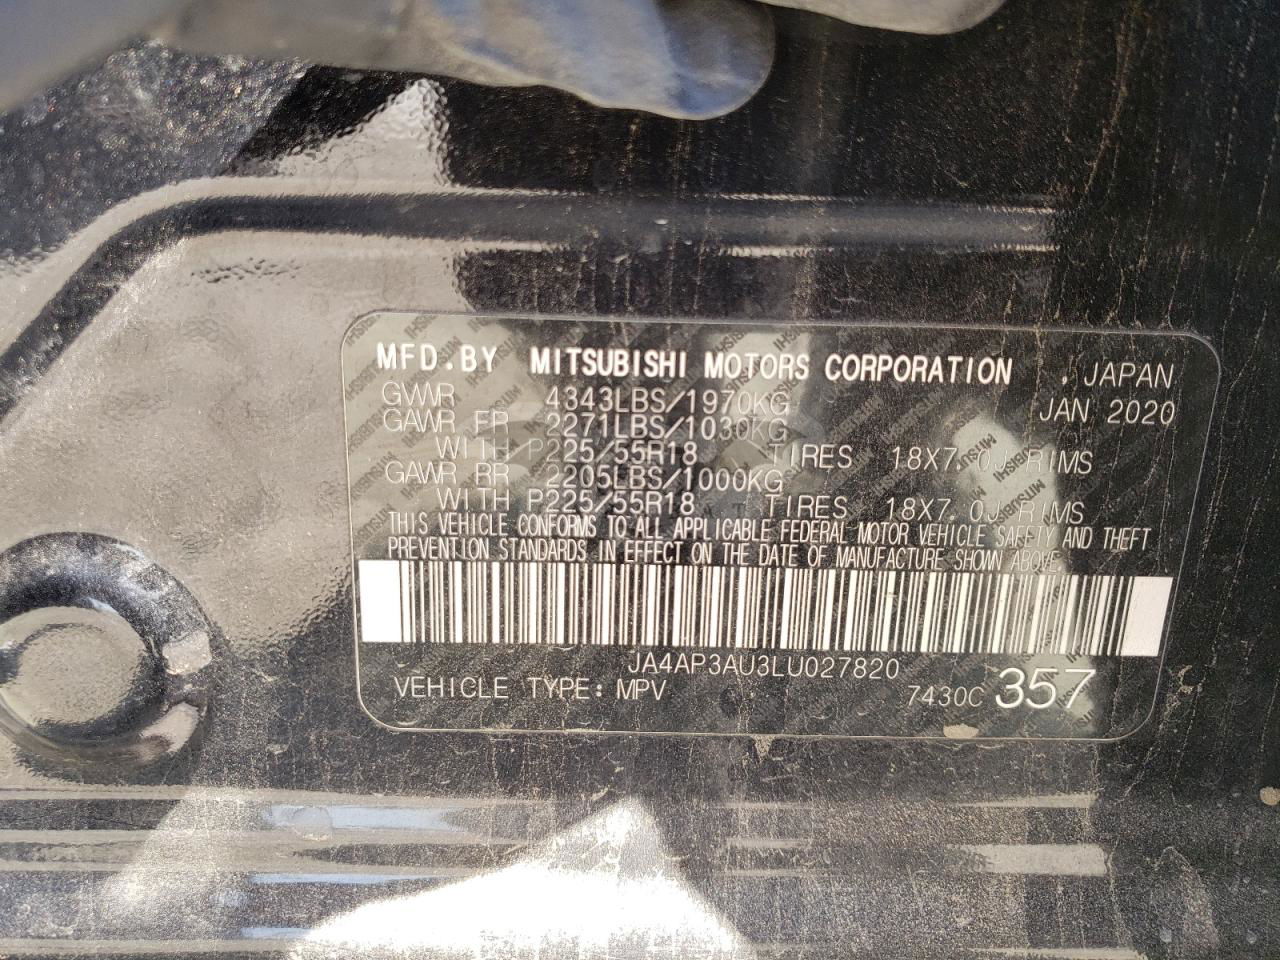 MFD.BY MITSUBISHI MOTORS CORPORATION , JAPAN
GVWR 4343LBS/1970KG JAN 2020
GAWR FR 2271LBS/1030KG
WITH P225/55R18 TIRES 18X7.0J RIMS
GAWR RR 2205LBS/1000KG
WITH P225/55R18 TIRES 18X7.0J RIMS
THIS VEHICLE CONFORMS TO ALL APPLICABLE FEDERAL MOTOR VEHICLE SAFETY AND THEFT
PREVENTION STANDARDS IN EFFECT ON THE DATE OF MANUFACTURE SHOWN ABOVE.
JA4AP3AU3LU027820
VEHICLE TYPE: MPV 7430C 357